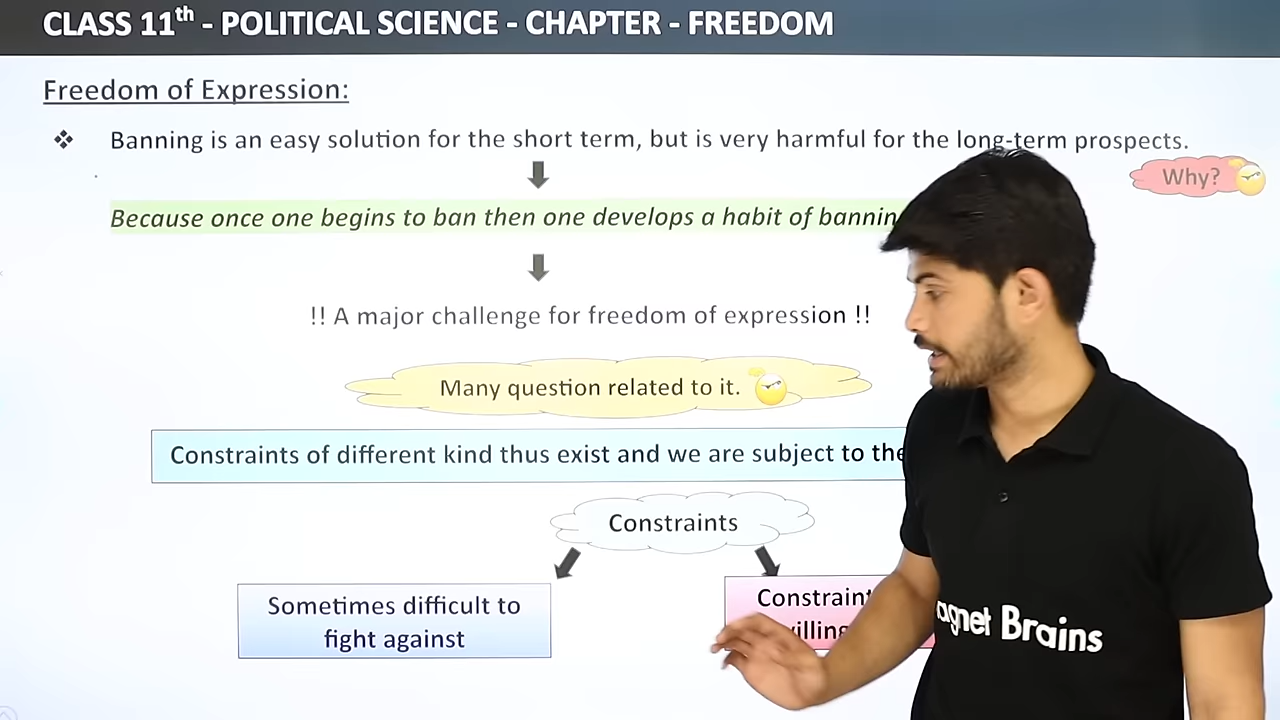 CLASS 11th - POLITICAL SCIENCE - CHAPTER - FREEDOM
Freedom of Expression:
❖ Banning is an easy solution for the short term, but is very harmful for the long-term prospects.
Why?
Because once one begins to ban then one develops a habit of
!! A major challenge for freedom of expression !!
Many question related to it.
Constraints of different kind thus exist and we are subject to
Constraints
Sometimes difficult to
fight against
Brains